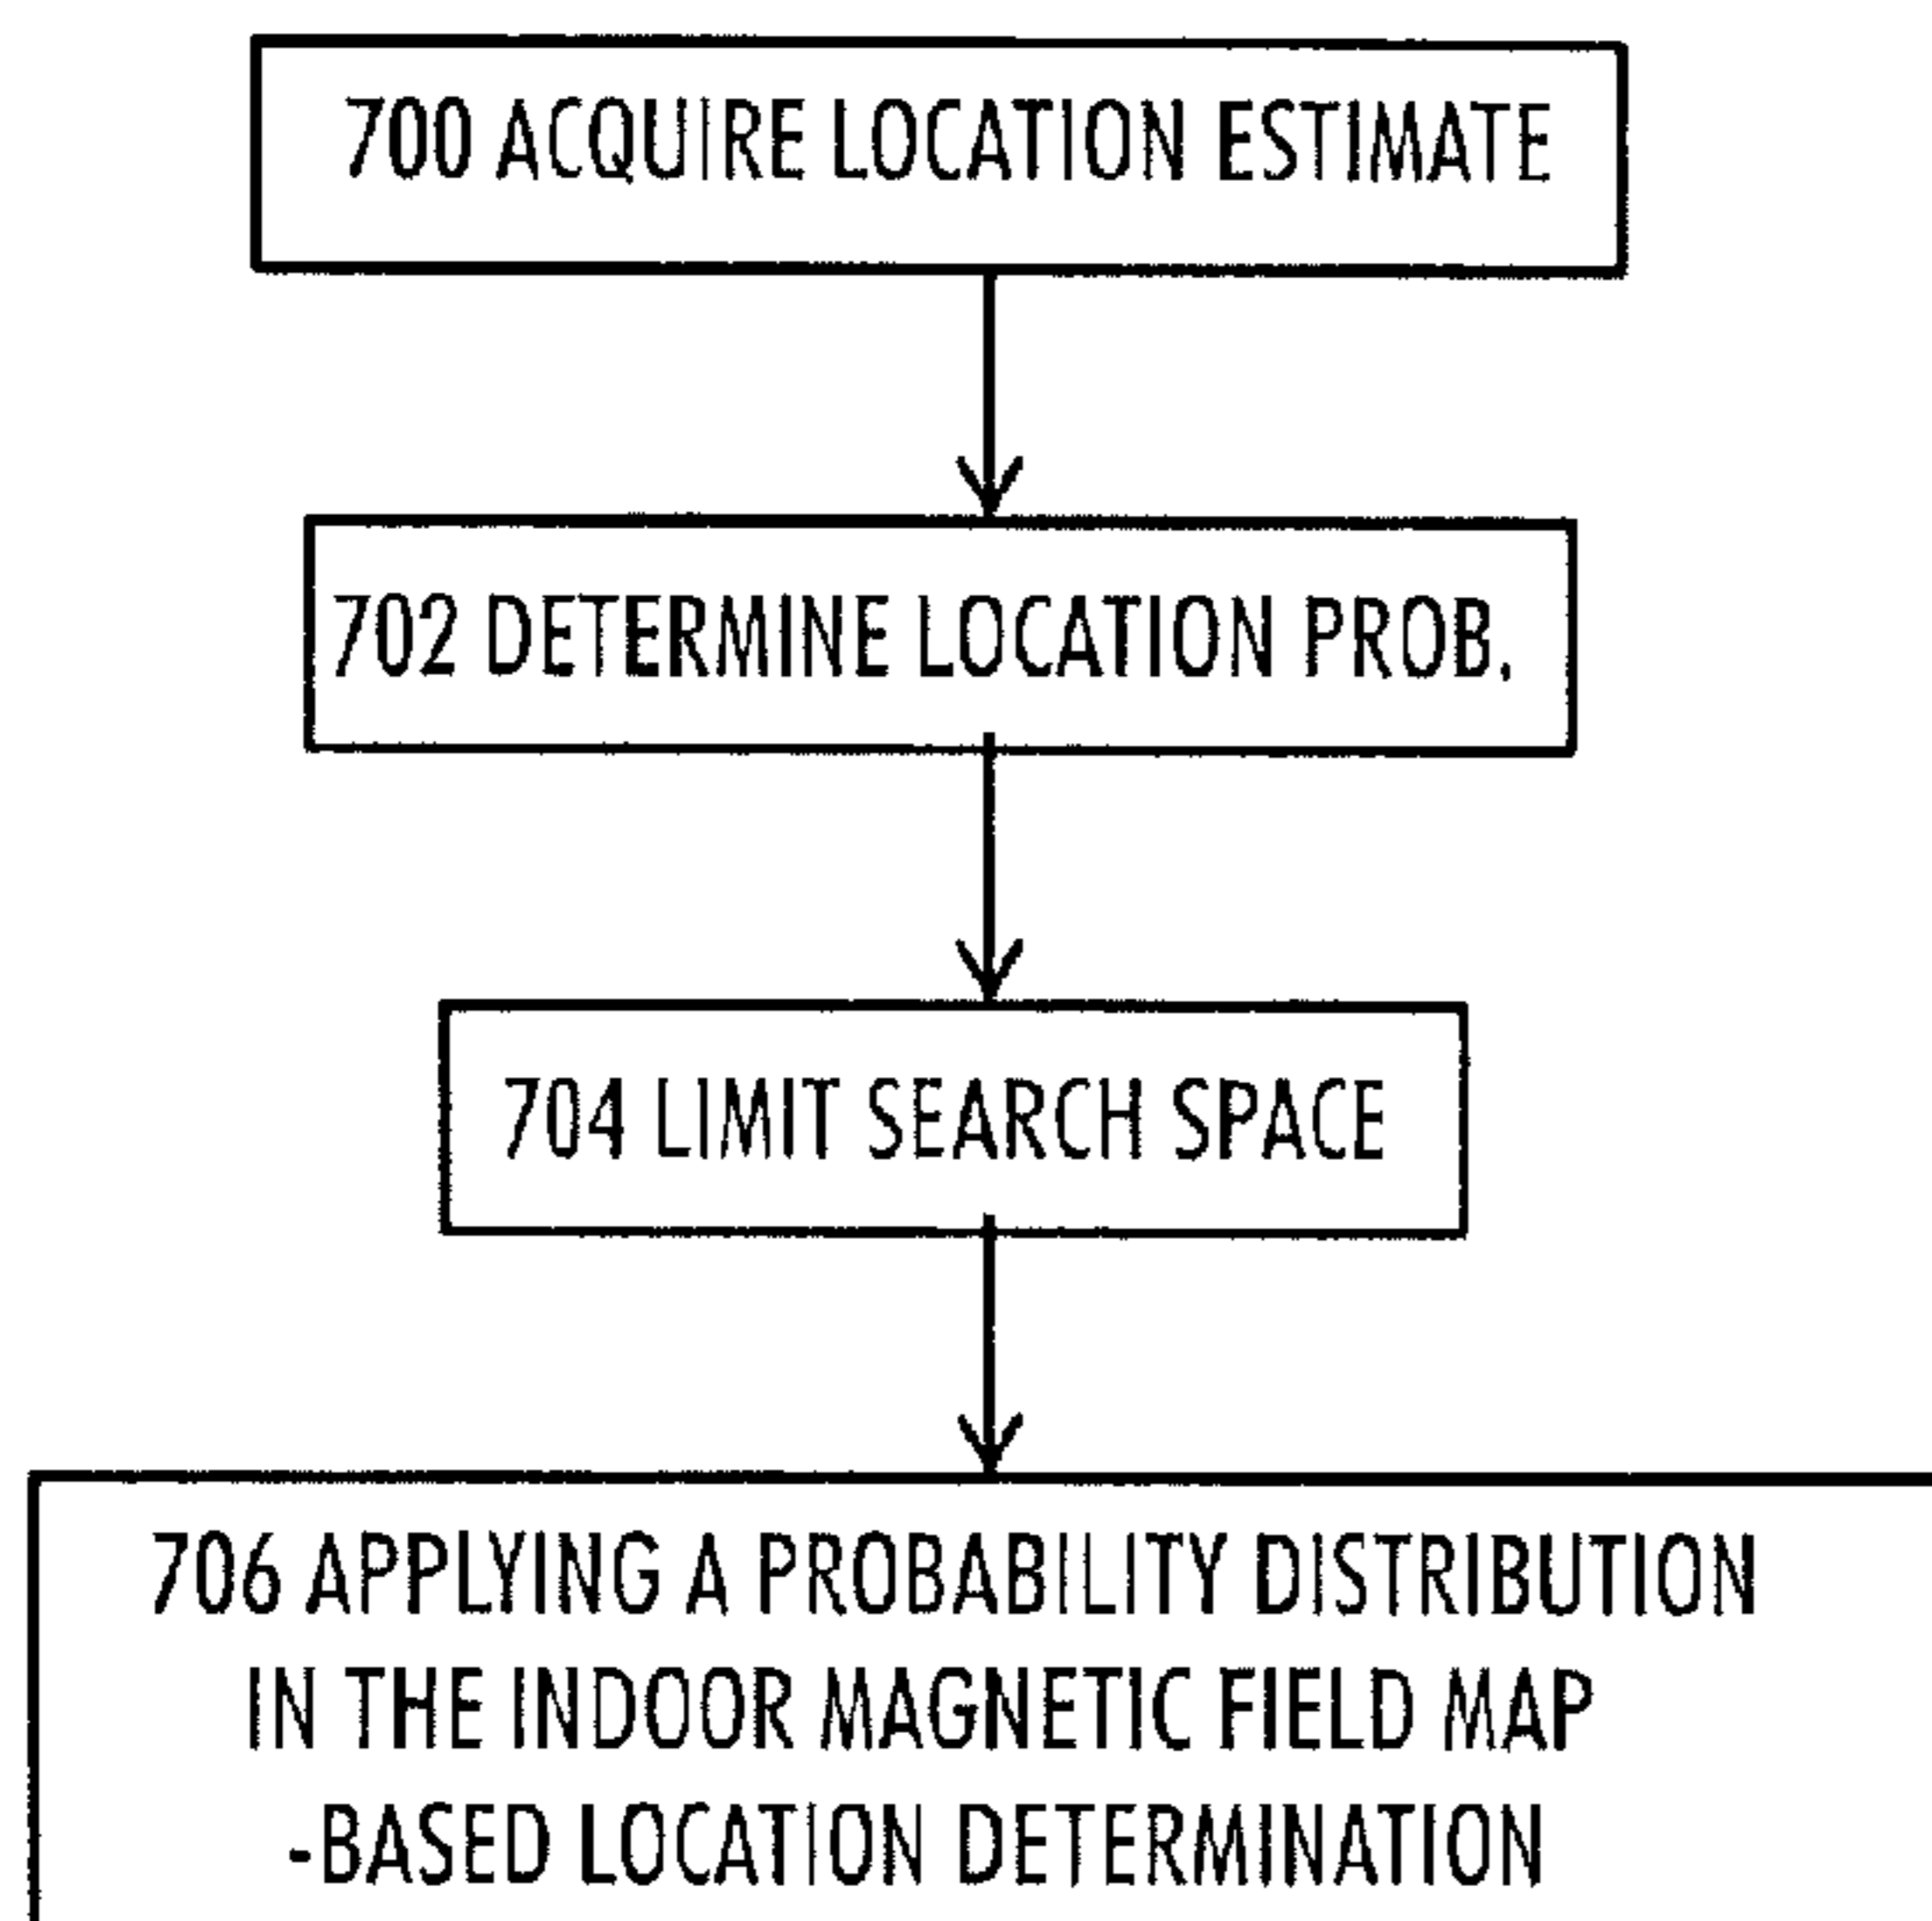 700 ACQUIRE LOCATION ESTIMATE
702 DETERMINE LOCATION PROB.
704 LIMIT SEARCH SPACE
706 APPLYING A PROBABILITY DISTRIBUTION
IN THE INDOOR MAGNETIC FIELD MAP
-BASED LOCATION DETERMINATION